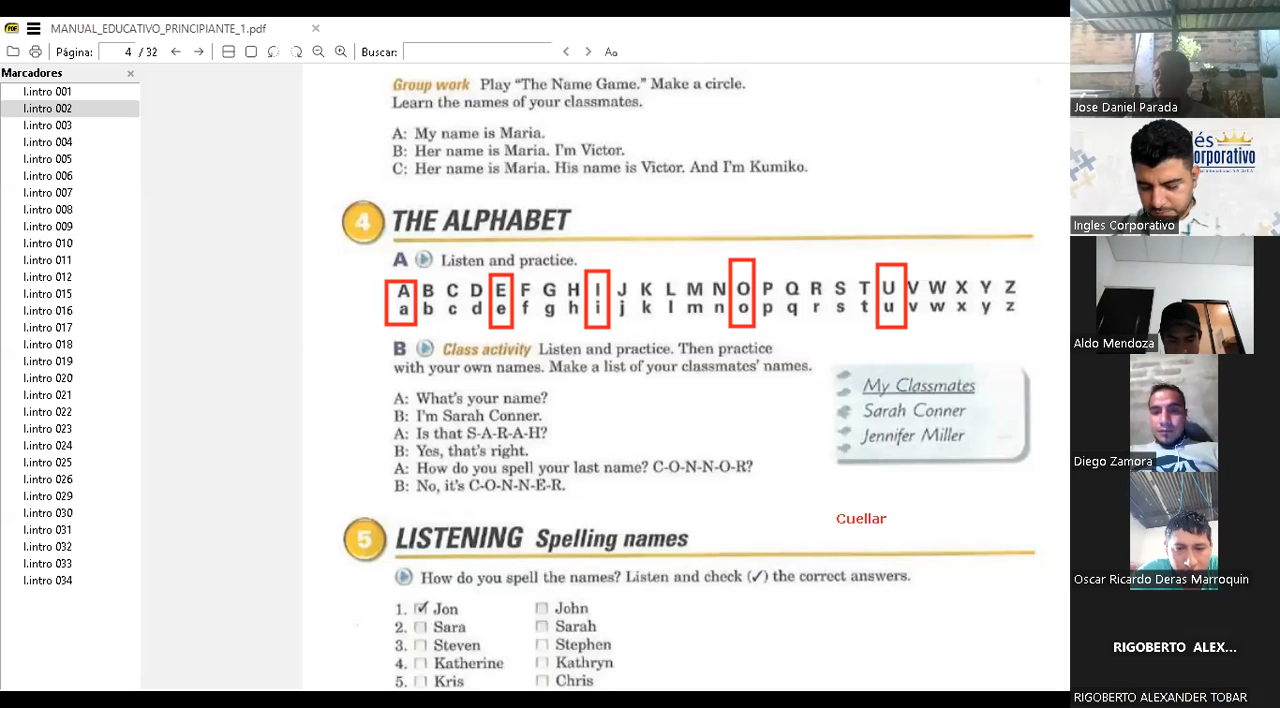 MANUAL_EDUCATIVO_PRINCIPIANTE_1.pdf
Página: 4 / 32 Buscar: Aa
Marcadores
I.intro 001
I.intro 002
I.intro 003
I.intro 004
I.intro 005
I.intro 006
I.intro 007
I.intro 008
I.intro 009
I.intro 010
I.intro 011
I.intro 012
I.intro 015
I.intro 016
I.intro 017
I.intro 018
I.intro 019
I.intro 020
I.intro 021
I.intro 022
I.intro 023
I.intro 024
I.intro 025
I.intro 026
I.intro 029
I.intro 030
I.intro 031
I.intro 032
I.intro 033
I.intro 034
Group work Play “The Name Game.” Make a circle.
Learn the names of your classmates.
A: My name is Maria.
B: Her name is Maria. I'm Victor.
C: Her name is Maria. His name is Victor. And I'm Kumiko.
4 THE ALPHABET
A Listen and practice.
A B C D E F G H I J K L M N O P Q R S T U V W X Y Z
a b c d e f g h i j k l m n o p q r s t u v w x y z
B Class activity Listen and practice. Then practice
with your own names. Make a list of your classmates' names.
A: What's your name?
B: I'm Sarah Conner.
A: Is that S-A-R-A-H?
B: Yes, that's right.
A: How do you spell your last name? C-O-N-N-O-R?
B: No, it's C-O-N-N-E-R.
My Classmates
Sarah Conner
Jennifer Miller
Cuellar
5 LISTENING Spelling names
How do you spell the names? Listen and check (✓) the correct answers.
1. ✓ Jon John
2. Sara Sarah
3. Steven Stephen
4. Katherine Kathryn
5. Kris Chris
Jose Daniel Parada
és
corporativo
Ingles Corporativo
Aldo Mendoza
Diego Zamora
Oscar Ricardo Deras Marroquin
RIGOBERTO ALEX...
RIGOBERTO ALEXANDER TOBAR